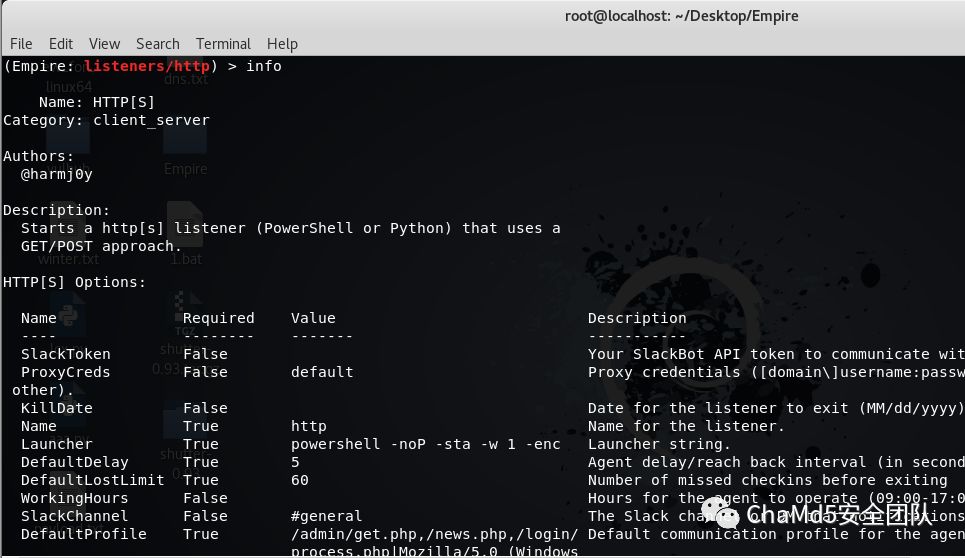 root@localhost: ~/Desktop/Empire
File Edit View Search Terminal Help
(Empire: listeners/http) > info
linux64
dns.txt
Name: HTTP[S]
Category: client_server
Authors:
Empire
@harmj0y
Description:
Starts a http[s] listener (PowerShell or Python) that uses a
GET/POST approach.
winter.txt
1.bat
HTTP[S] Options:
TGZ
Name Required Value Description
---- -------- ------- -----------
SlackToken False Your SlackBot API token to communicate wit
ProxyCreds False default Proxy credentials ([domain\]username:passw
other).
KillDate False Date for the listener to exit (MM/dd/yyyy)
Name True http Name for the listener.
Launcher True powershell -noP -sta -w 1 -enc Launcher string.
DefaultDelay True 5 Agent delay/reach back interval (in second
DefaultLostLimit True 60 Number of missed checkins before exiting
WorkingHours False Hours for the agent to operate (09:00-17:0
SlackChannel False #general The Slack
DefaultProfile True /admin/get.php,/news.php,/login/ Default communication profile for the agen
process.php|Mozilla/5.0 (Windows
ChaMd5安全团队